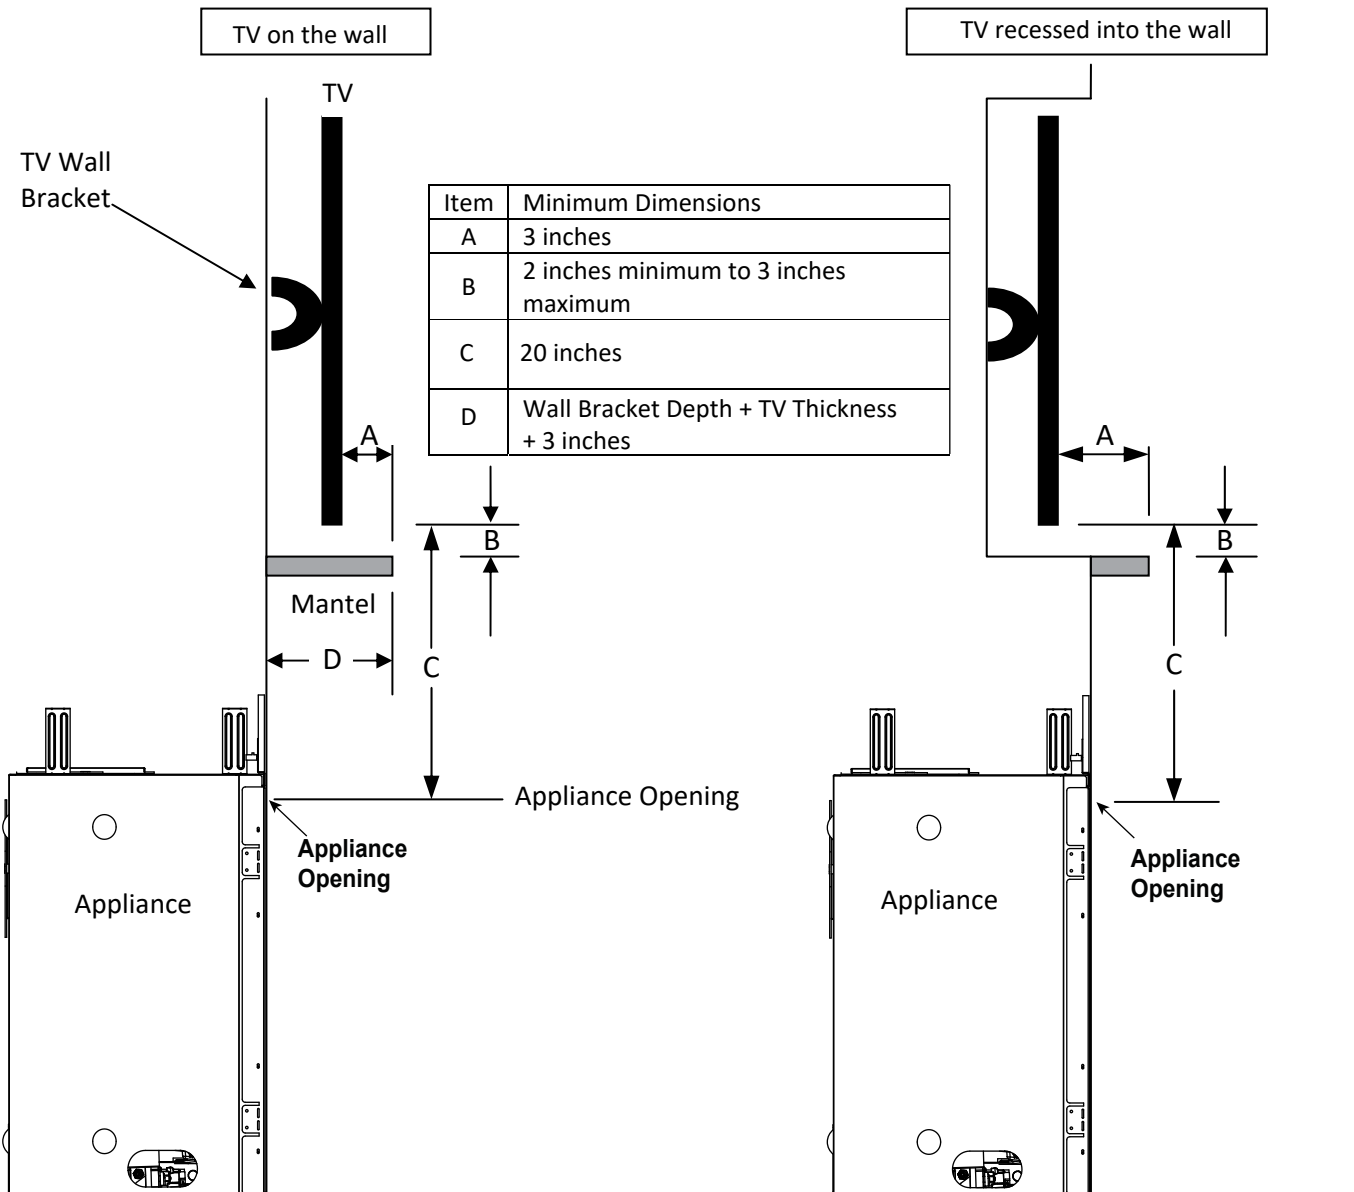 TV on the wall
TV recessed into the wall
TV
TV Wall
Bracket
Item Minimum Dimensions
A 3 inches
B 2 inches minimum to 3 inches
maximum
C 20 inches
D Wall Bracket Depth + TV Thickness
+ 3 inches
A
B
Mantel
D
C
Appliance Opening
Appliance
Opening
Appliance
A
B
C
Appliance
Opening
Appliance